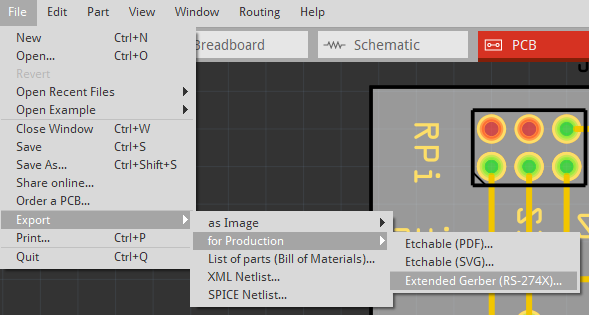 File Edit Part View Window Routing Help
New Ctrl+N
Open... Ctrl+O
Revert
Open Recent Files
Open Example
Close Window Ctrl+W
Save Ctrl+S
Save As... Ctrl+Shift+S
Share online...
Order a PCB...
Export
Print... Ctrl+P
Quit Ctrl+Q
Breadboard Schematic PCB
as Image
for Production
List of parts (Bill of Materials)...
XML Netlist...
SPICE Netlist...
Etchable (PDF)...
Etchable (SVG)...
Extended Gerber (RS-274X)...
RPi